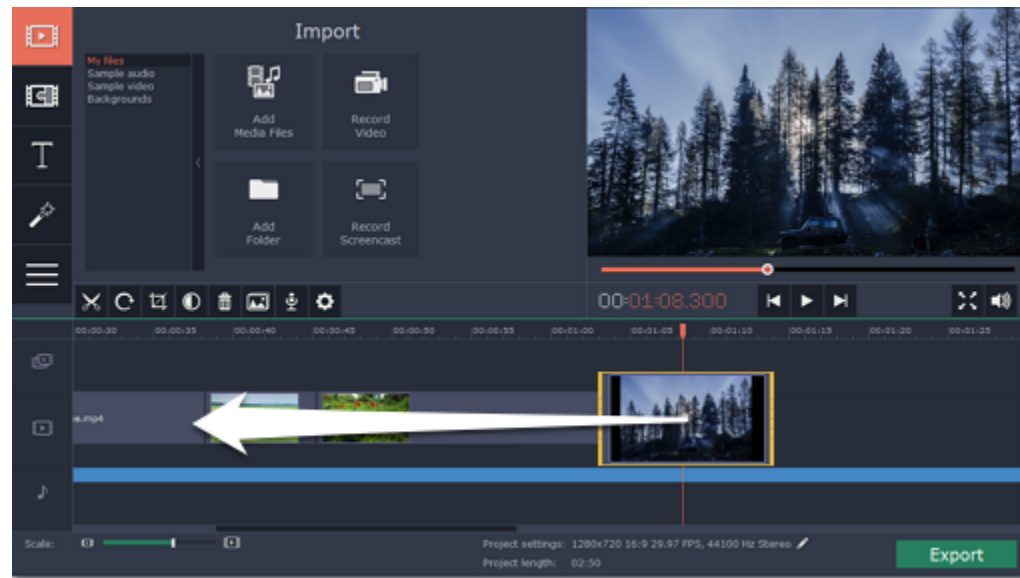 Import
My files
Sample audio
Sample video
Backgrounds
Add
Media Files
Record
Video
Add
Folder
Record
Screencast
T
00:01:08.300
00:00:30 00:00:35 00:00:40 00:00:45 00:00:50 00:00:55 00:01:00 00:01:05 00:01:10 00:01:15 00:01:20 00:01:25
Scale:
Project settings: 1280x720 16:9 29.97 FPS, 44100 Hz Stereo
Project length: 02:50
Export